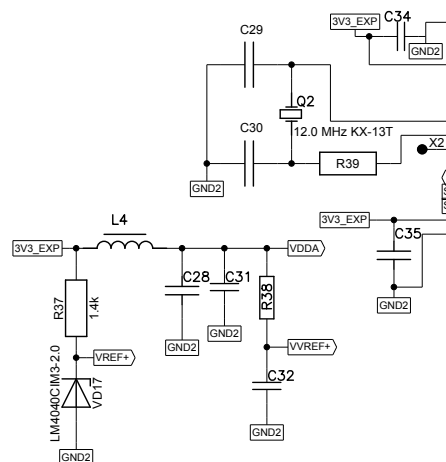 3V3_EXP
C34
GND2
C29
Q2
12.0 MHz KX-13T
C30
R39
X2
GND2
3V3_EXP
C35
GND2
L4
3V3_EXP
VDDA
C28
C31
R38
R37
1.4k
GND2
GND2
VREF+
VVREF+
LM4040CIM3-2.0
VD17
C32
GND2
GND2